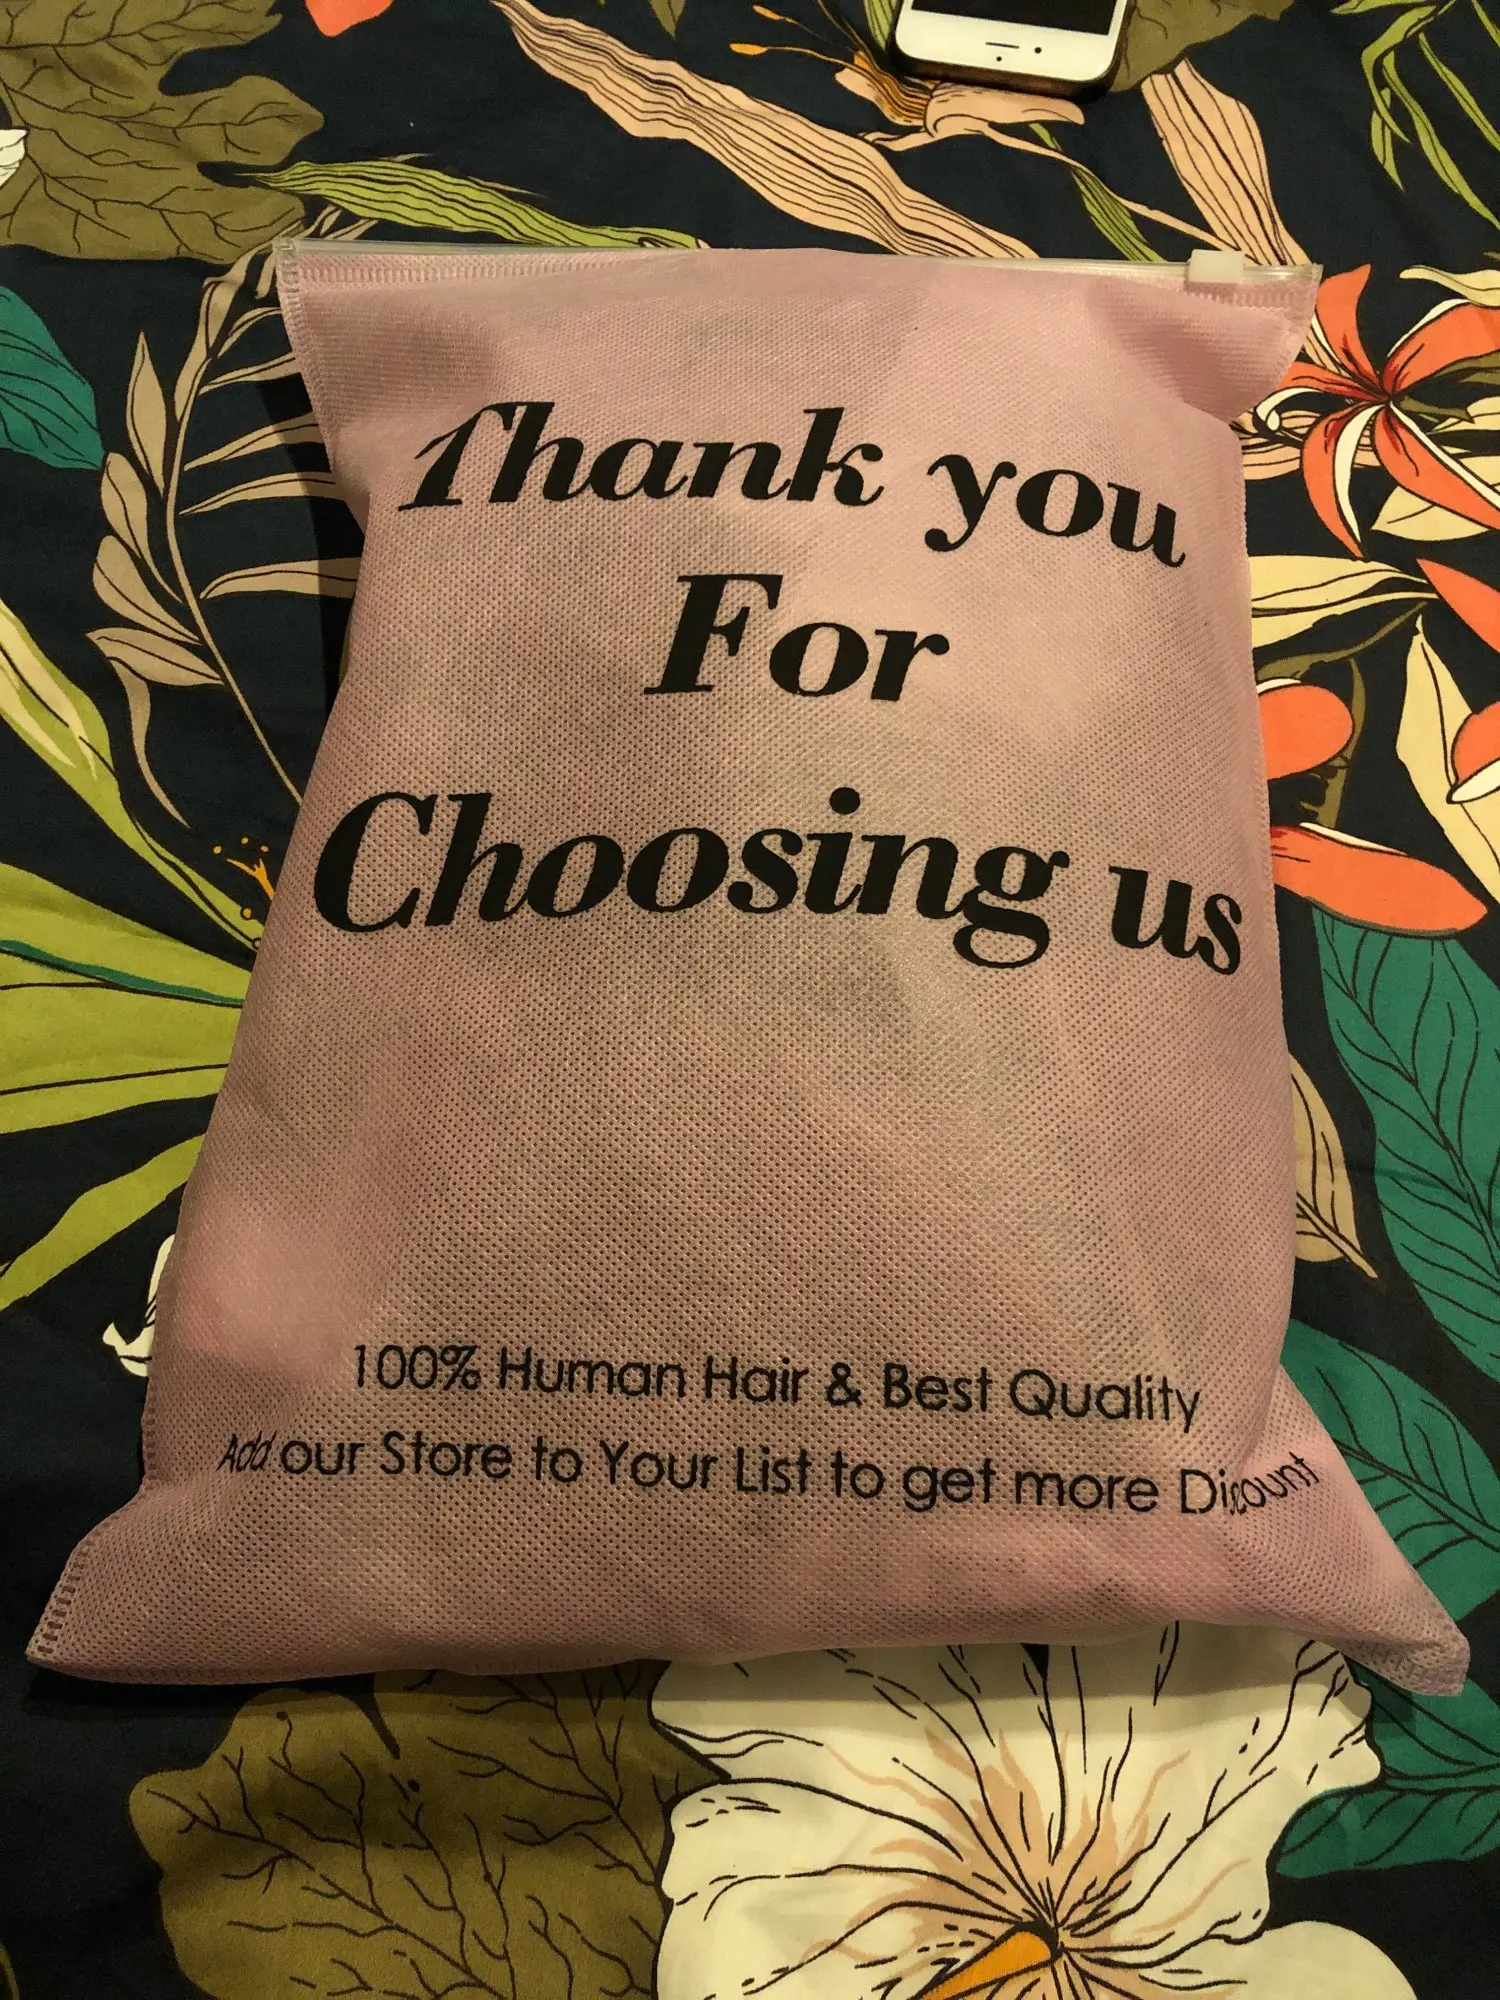 Thank you
For
Choosing us
100% Human Hair & Best Quality
Add our Store to Your List to get more Discount